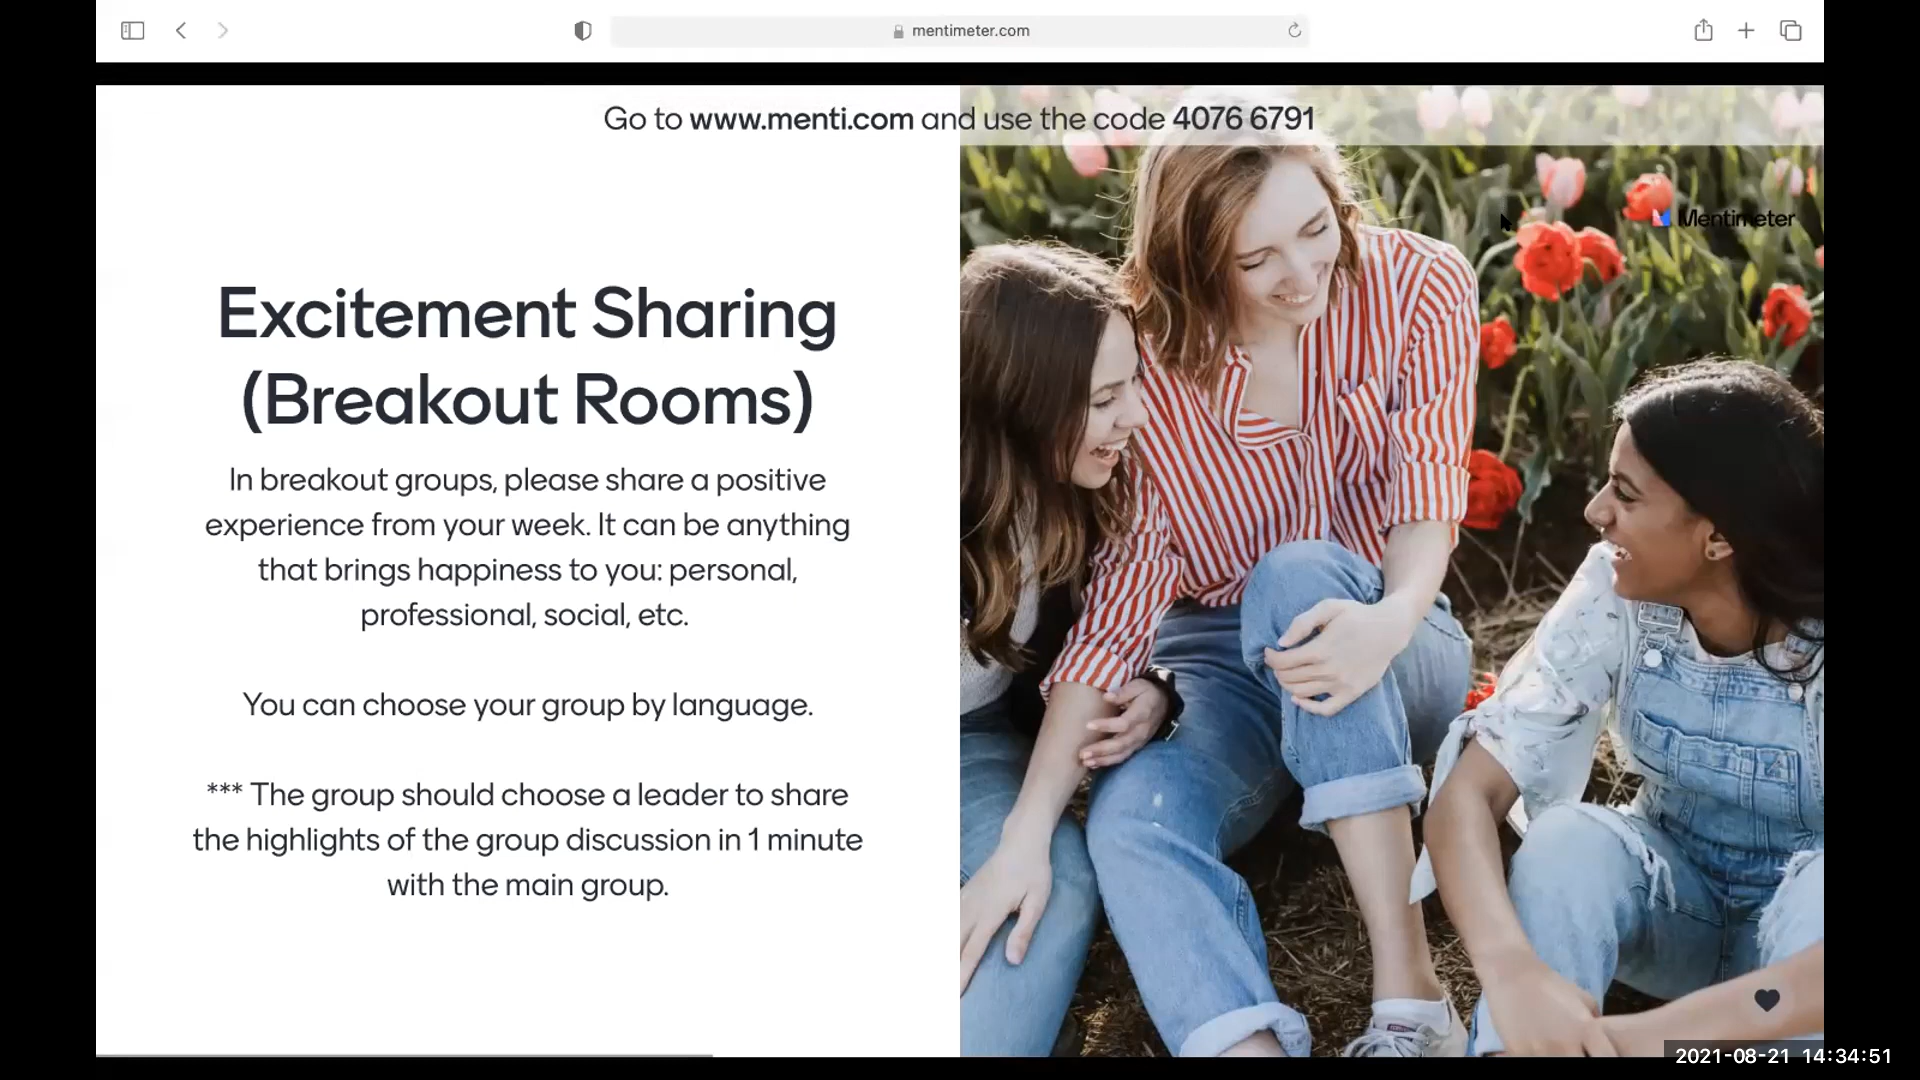 mentimeter.com
Go to www.menti.com and use the code 4076 6791
Mentimeter
Excitement Sharing
(Breakout Rooms)
In breakout groups, please share a positive
experience from your week. It can be anything
that brings happiness to you: personal,
professional, social, etc.
You can choose your group by language.
*** The group should choose a leader to share
the highlights of the group discussion in 1 minute
with the main group.
2021-08-21 14:34:51